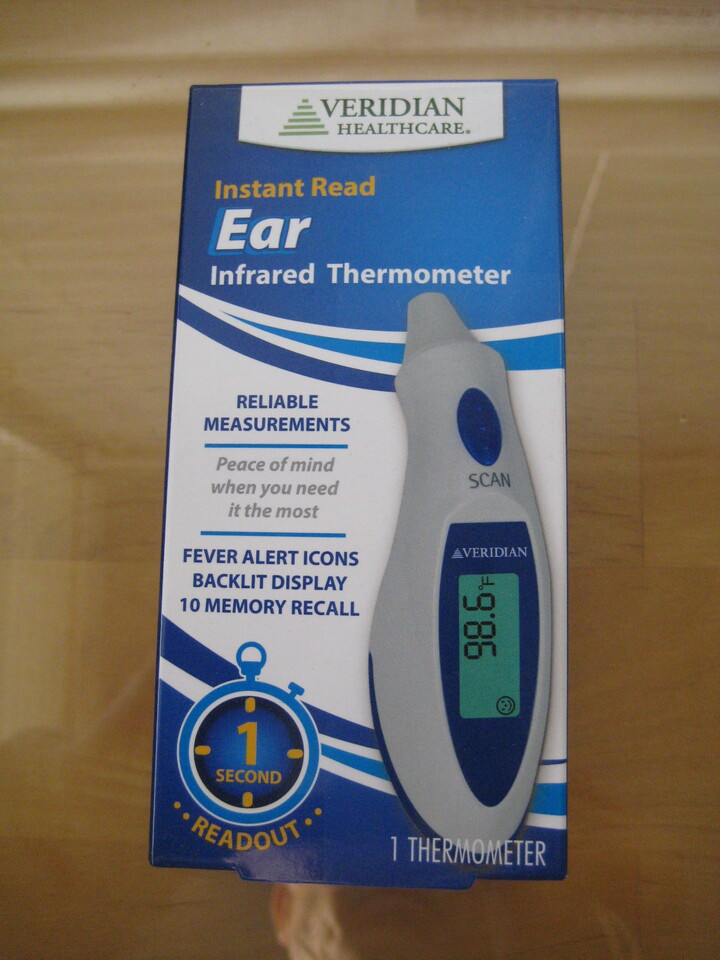 VERIDIAN
HEALTHCARE®
Instant Read
Ear
Infrared Thermometer
RELIABLE
MEASUREMENTS
Peace of mind
when you need
it the most
FEVER ALERT ICONS
BACKLIT DISPLAY
10 MEMORY RECALL
SCAN
VERIDIAN
98.6°F
1
SECOND
READOUT
1 THERMOMETER